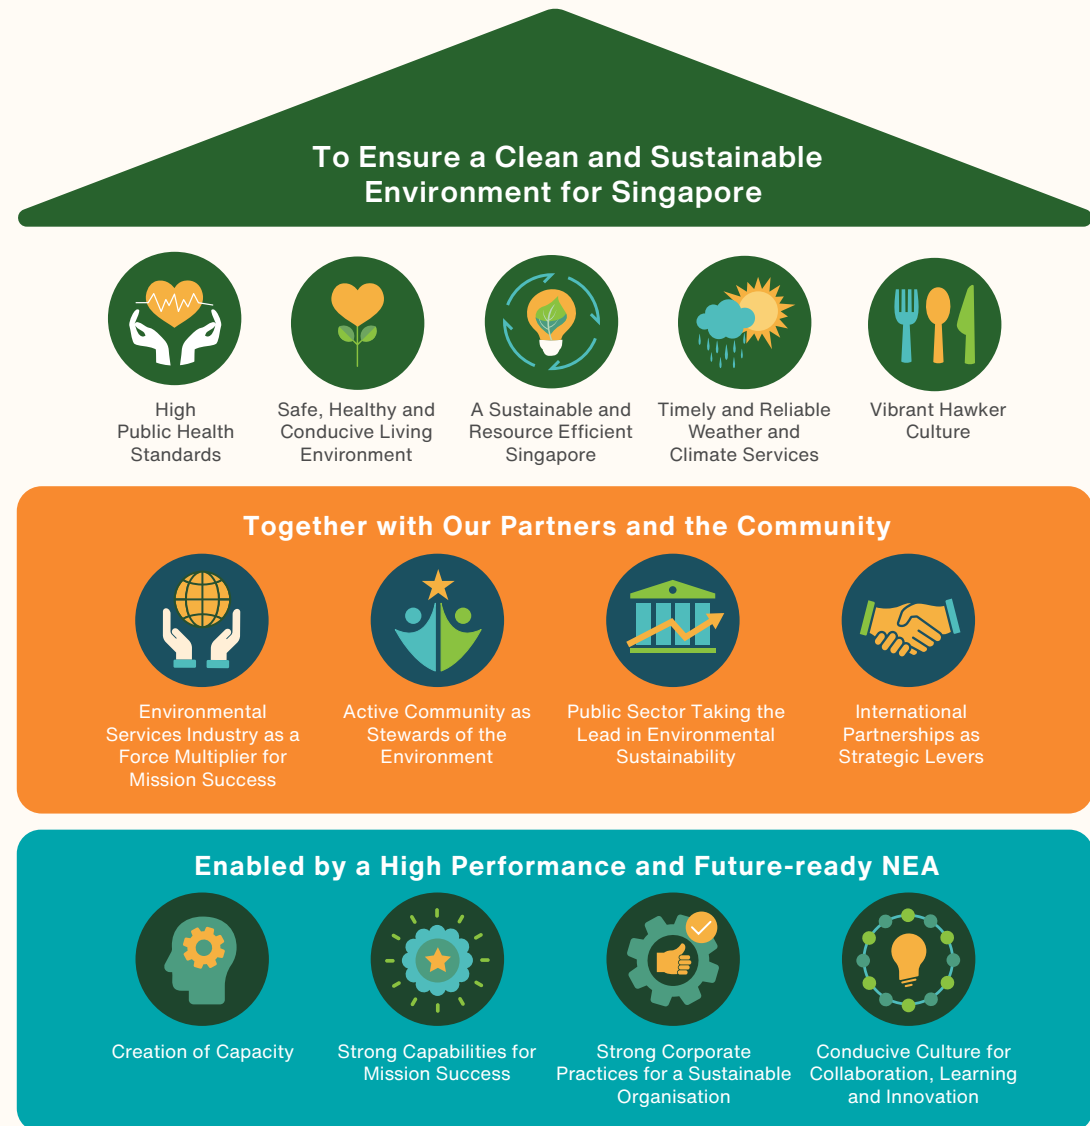 To Ensure a Clean and Sustainable
Environment for Singapore
High
Public Health
Standards
Safe, Healthy and
Conducive Living
Environment
A Sustainable and
Resource Efficient
Singapore
Timely and Reliable
Weather and
Climate Services
Vibrant Hawker
Culture
Together with Our Partners and the Community
Environmental
Services Industry as a
Force Multiplier for
Mission Success
Active Community as
Stewards of the
Environment
Public Sector Taking the
Lead in Environmental
Sustainability
International
Partnerships as
Strategic Levers
Enabled by a High Performance and Future-ready NEA
Creation of Capacity
Strong Capabilities for
Mission Success
Strong Corporate
Practices for a Sustainable
Organisation
Conducive Culture for
Collaboration, Learning
and Innovation